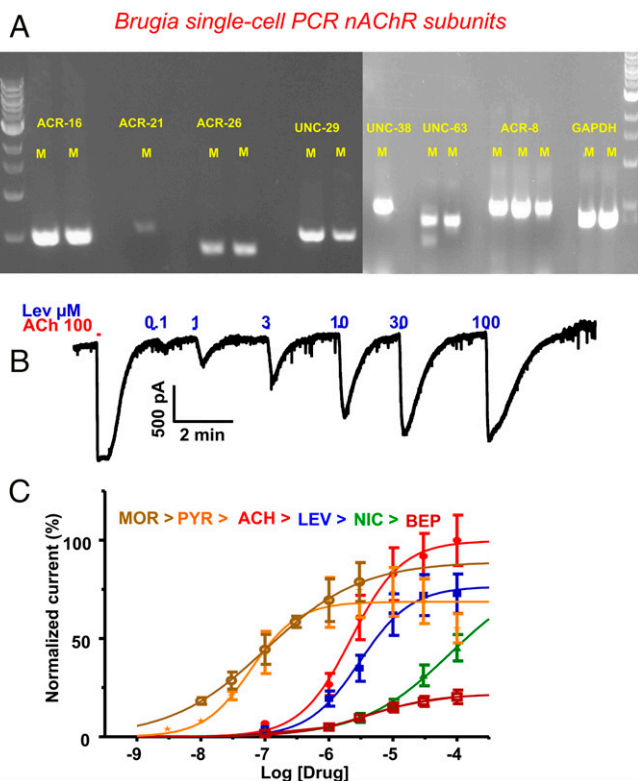 A
Brugia single-cell PCR nAChR subunits
ACR-16 ACR-21 ACR-26 UNC-29 UNC-38 UNC-63 ACR-8 GAPDH
M M M M M M M M M M M M M M M
Lev µM 0.1 1 3 10 30 100
ACh 100
B
500 pA
2 min
C
MOR > PYR > ACH > LEV > NIC > BEP
Normalized current (%)
100
50
0
-9 -8 -7 -6 -5 -4
Log [Drug]